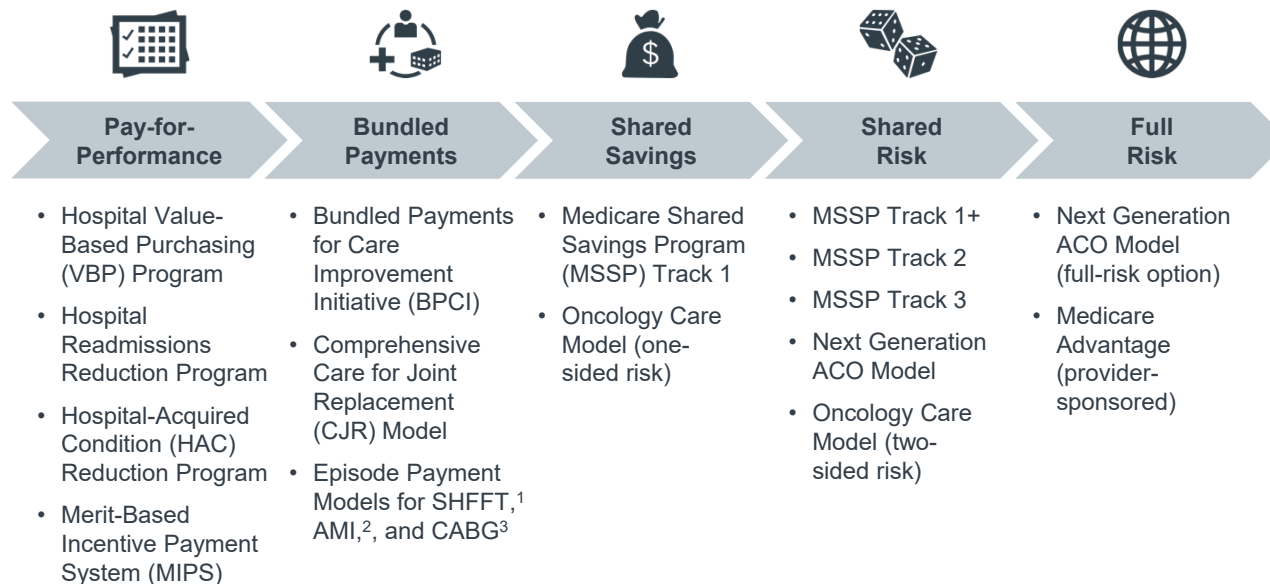 $
Pay-for-
Performance
Bundled
Payments
Shared
Savings
Shared
Risk
Full
Risk
• Hospital Value-
Based Purchasing
(VBP) Program
• Hospital
Readmissions
Reduction Program
• Hospital-Acquired
Condition (HAC)
Reduction Program
• Merit-Based
Incentive Payment
System (MIPS)
• Bundled Payments
for Care
Improvement
Initiative (BPCI)
• Comprehensive
Care for Joint
Replacement
(CJR) Model
• Episode Payment
Models for SHFFT,¹
AMI,², and CABG³
• Medicare Shared
Savings Program
(MSSP) Track 1
• Oncology Care
Model (one-
sided risk)
• MSSP Track 1+
• MSSP Track 2
• MSSP Track 3
• Next Generation
ACO Model
• Oncology Care
Model (two-
sided risk)
• Next Generation
ACO Model
(full-risk option)
• Medicare
Advantage
(provider-
sponsored)